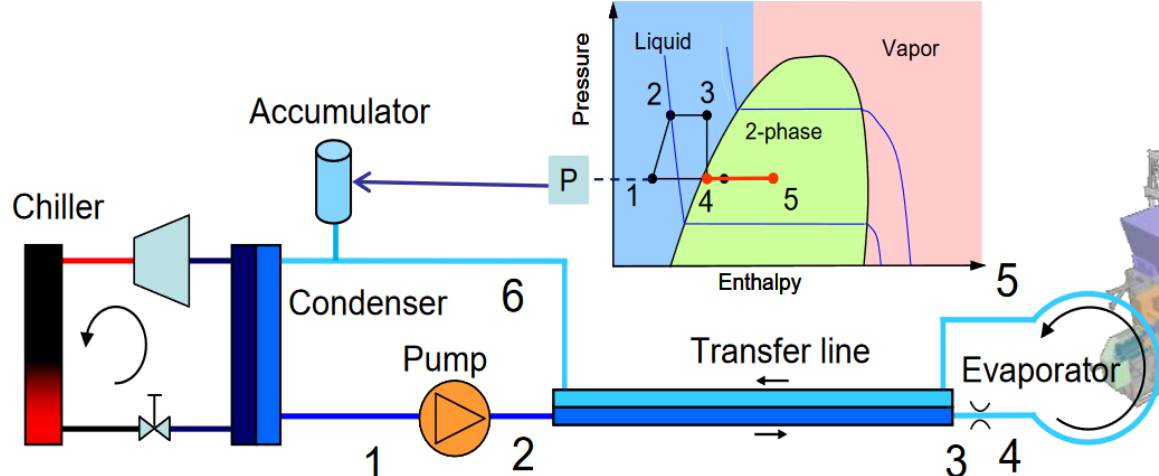 Pressure
Liquid
Vapor
2
3
2-phase
Accumulator
P
1
4
5
Chiller
Enthalpy
5
6
Condenser
Transfer line
Pump
Evaporator
1
2
3
4